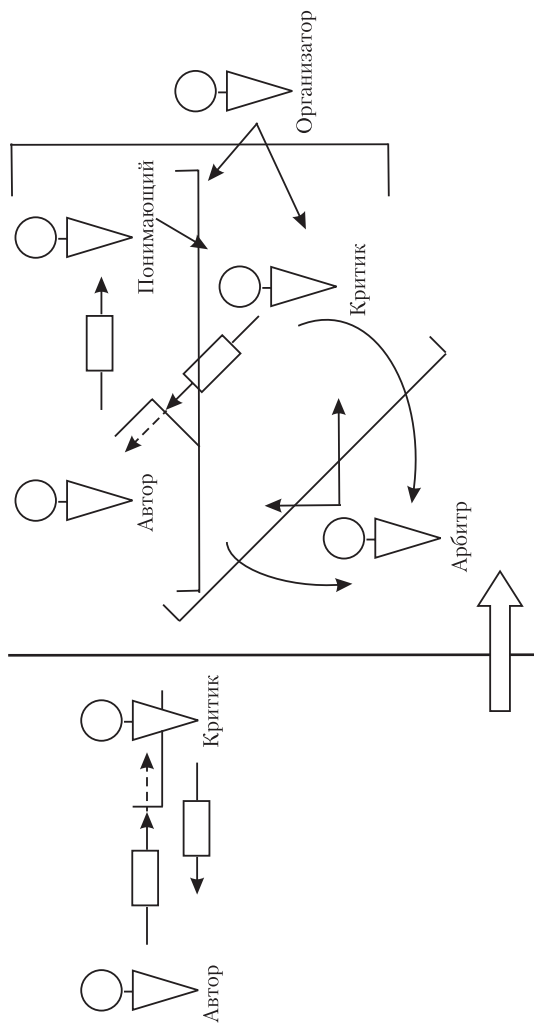 Автор
Критик
Автор
Понимающий
Критик
Арбитр
Организатор